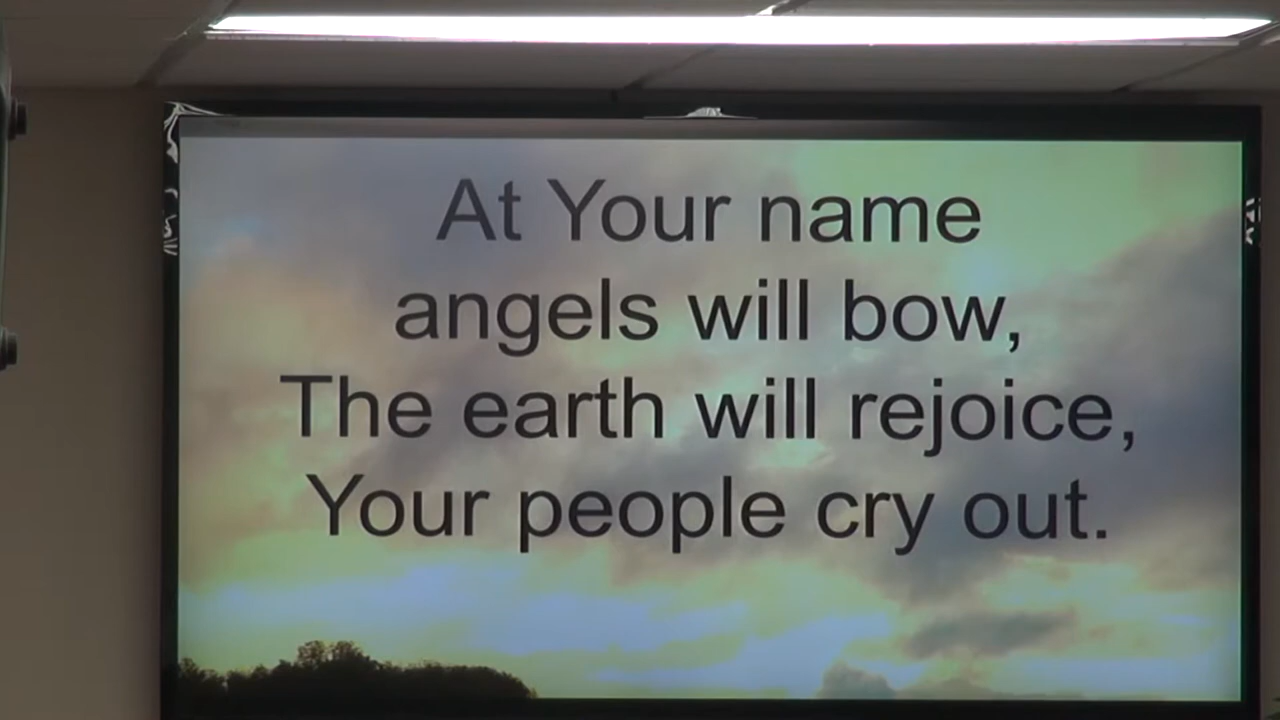 At Your name
angels will bow,
The earth will rejoice,
Your people cry out.